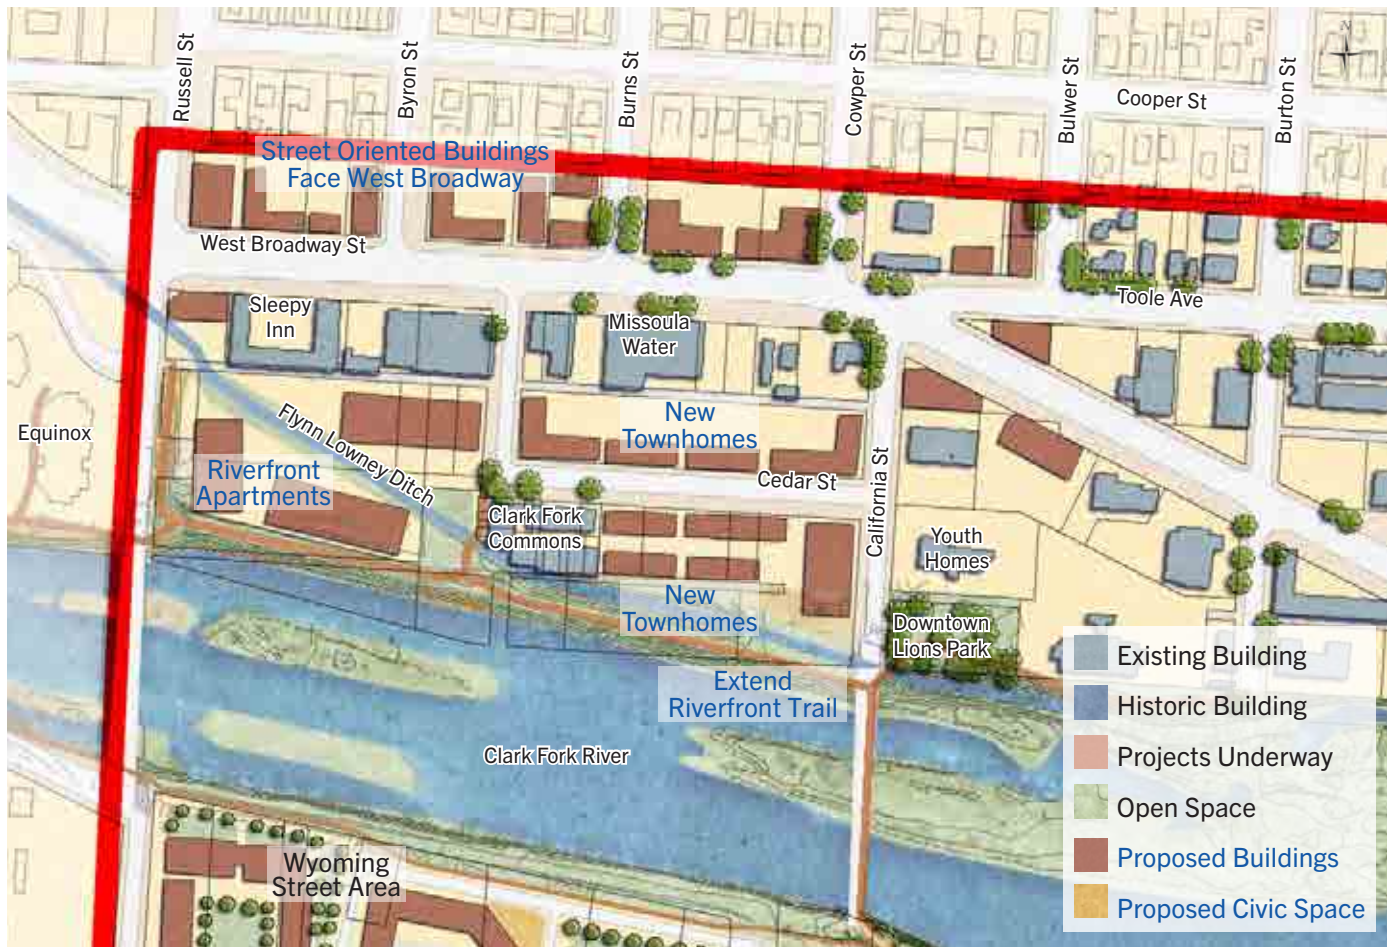 Russell St
Byron St
Burns St
Cowper St
Bulwer St
Burton St
N
Cooper St
Street Oriented Buildings
Face West Broadway
West Broadway St
Toole Ave
Sleepy
Inn
Missoula
Water
Equinox
Flynn Lowney Ditch
New
Townhomes
Riverfront
Apartments
Cedar St
California St
Clark Fork
Commons
Youth
Homes
New
Townhomes
Downtown
Lions Park
Extend
Riverfront Trail
Clark Fork River
Wyoming
Street Area
Existing Building
Historic Building
Projects Underway
Open Space
Proposed Buildings
Proposed Civic Space